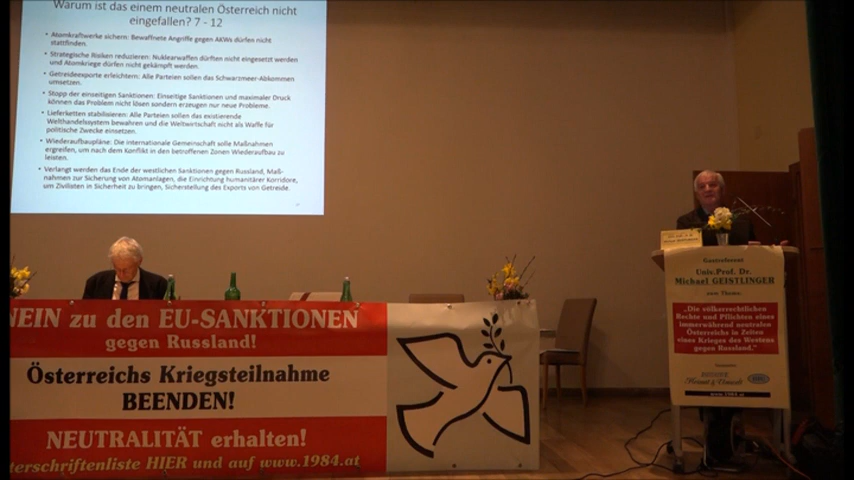 Warum ist das einem neutralen Österreich nicht
eingefallen? 7 - 12
• Atomkraftwerke sichern: Bewaffnete Angriffe gegen AKWs dürfen nicht
stattfinden.
• Strategische Risiken reduzieren: Nuklearwaffen dürften nicht eingesetzt werden
und Atomkriege dürfen nicht gekämpft werden.
• Getreideexporte erleichtern: Alle Parteien sollen das Schwarzmeer-Abkommen
umsetzen.
• Stopp der einseitigen Sanktionen: Einseitige Sanktionen und maximaler Druck
können das Problem nicht lösen sondern erzeugen nur neue Probleme.
• Lieferketten stabilisieren: Alle Parteien sollen das existierende
Welthandelssystem bewahren und die Weltwirtschaft nicht als Waffe für
politische Zwecke einsetzen.
• Wiederaufbaupläne: Die internationale Gemeinschaft solle Maßnahmen
ergreifen, um nach dem Konflikt in den betroffenen Zonen Wiederaufbau zu
leisten.
• Verlangt werden das Ende der westlichen Sanktionen gegen Russland, Maß-
nahmen zur Sicherung von Atomanlagen, die Einrichtung humanitärer Korridore,
um Zivilisten in Sicherheit zu bringen, Sicherstellung des Exports von Getreide.
NEIN zu den EU-SANKTIONEN
gegen Russland!
Österreichs Kriegsteilnahme
BEENDEN!
NEUTRALITÄT erhalten!
terschriftenliste HIER und auf www.1984.at
Gastreferent
Univ.Prof. Dr.
Michael GEISTLINGER
zum Thema
„Die völkerrechtlichen
Rechte und Pflichten eines
immerwährend neutralen
Österreichs in Zeiten
eines Krieges des Westens
gegen Russland."
Heimat & Umwelt
www.1984.at